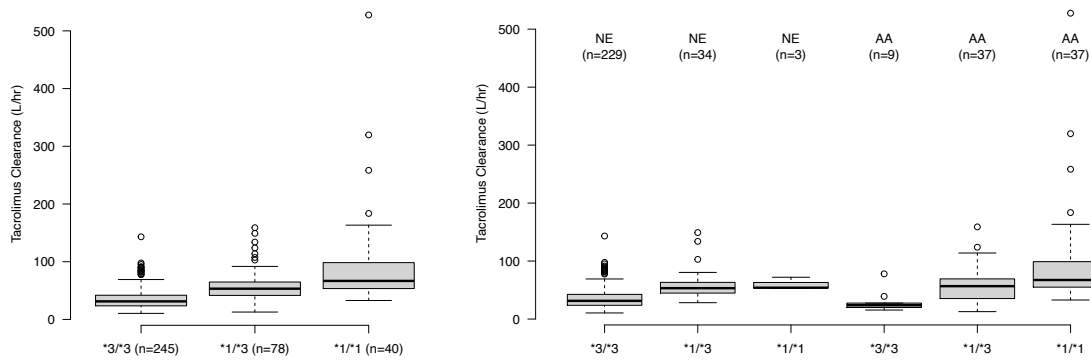 500
400
300
200
100
0
Tacrolimus Clearance (L/hr)
*3/*3 (n=245) *1/*3 (n=78) *1/*1 (n=40)
500
400
300
200
100
0
Tacrolimus Clearance (L/hr)
NE NE NE AA AA AA
(n=229) (n=34) (n=3) (n=9) (n=37) (n=37)
*3/*3 *1/*3 *1/*1 *3/*3 *1/*3 *1/*1